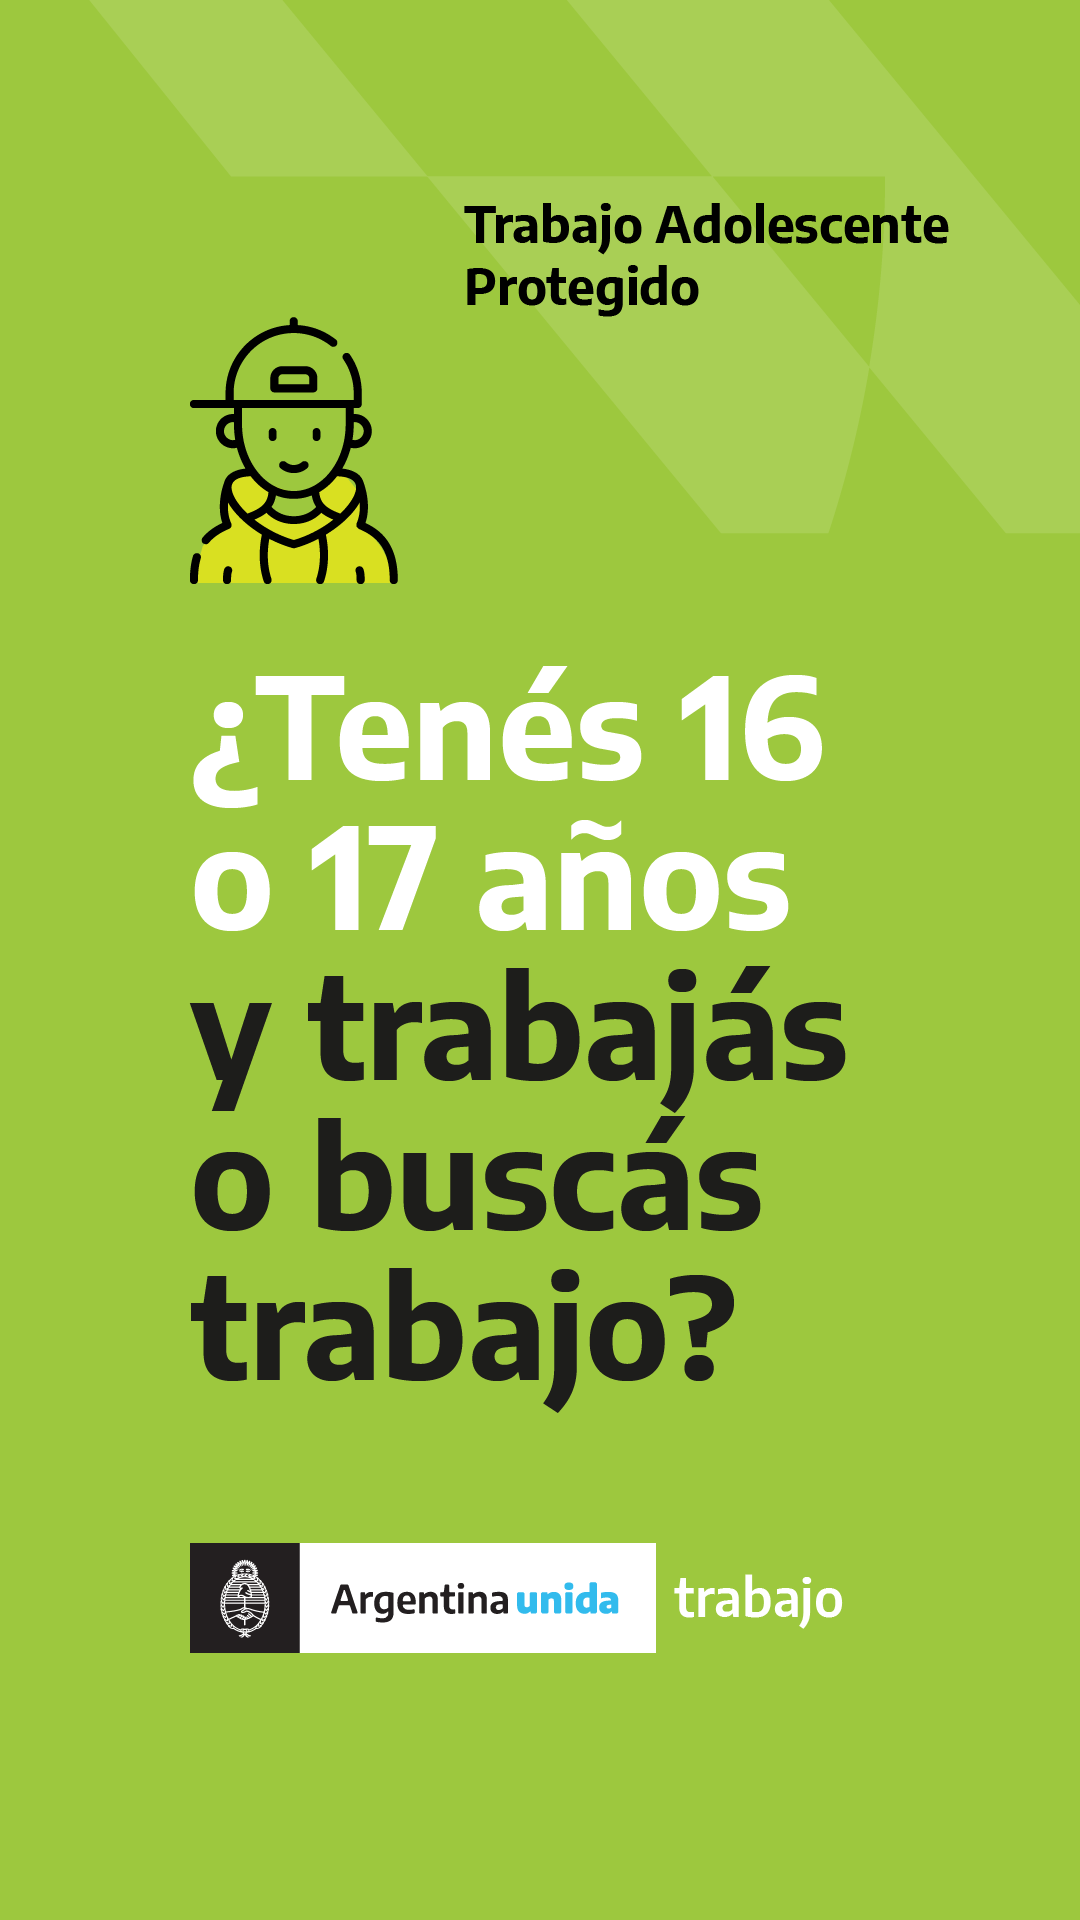 Trabajo Adolescente
Protegido
¿Tenés 16
o 17 años
y trabajás
o buscás
trabajo?
Argentina unida trabajo